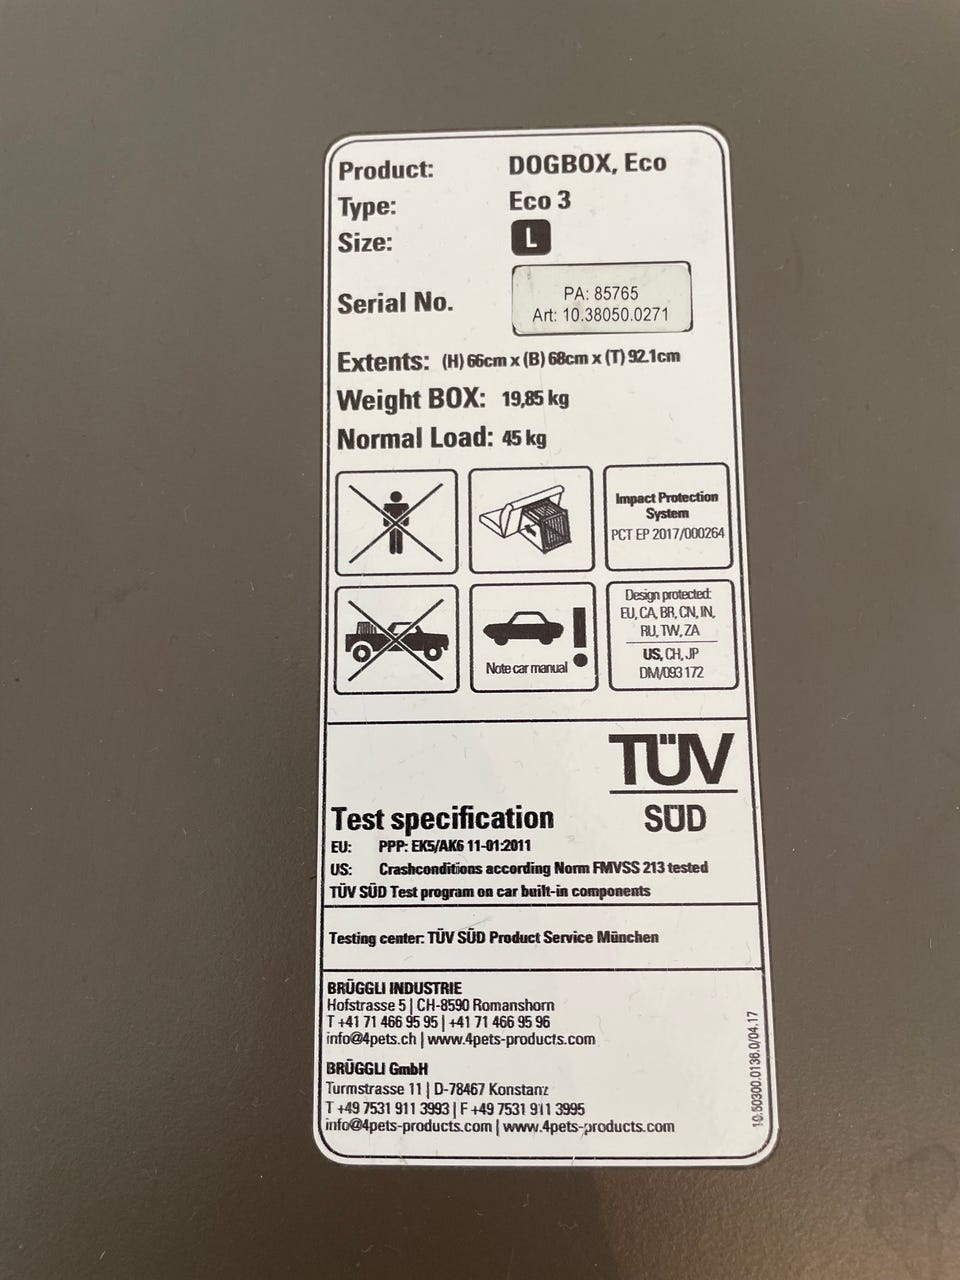 Product: DOGBOX, Eco
Type: Eco 3
Size: L
Serial No. PA: 85765
Art: 10.38050.0271
Extents: (H) 66cm x (B) 68cm x (T) 92.1cm
Weight BOX: 19,85 kg
Normal Load: 45 kg
Impact Protection
System
PCT EP 2017/000264
Note car manual
Design protected:
EU, CA, BR, CN, IN,
RU, TW, ZA
US, CH, JP
DM/093 172
TÜV
SÜD
Test specification
EU: PPP: EK5/AK6 11-01:2011
US: Crashconditions according Norm FMVSS 213 tested
TÜV SÜD Test program on car built-in components
Testing center: TÜV SÜD Product Service München
BRÜGGLI INDUSTRIE
Hofstrasse 5 | CH-8590 Romanshorn
T +41 71 466 95 95 | +41 71 466 95 96
info@4pets.ch | www.4pets-products.com
BRÜGGLI GmbH
Turmstrasse 11 | D-78467 Konstanz
T +49 7531 911 3993 | F +49 7531 911 3995
info@4pets-products.com | www.4pets-products.com
10.50300.0136.0/04.17